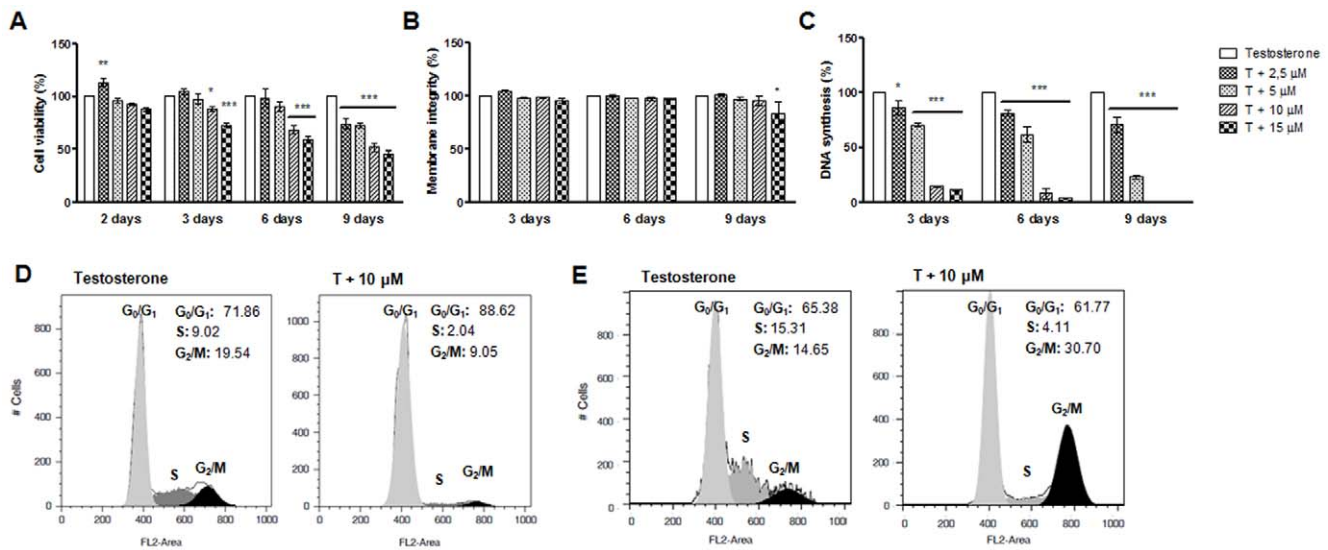 A
B
C
Cell viability (%)
150
100
50
0
**
*
***
***
***
2 days
3 days
6 days
9 days
Membrane integrity (%)
150
100
50
0
*
3 days
6 days
9 days
DNA synthesis (%)
150
100
50
0
*
***
***
***
3 days
6 days
9 days
Testosterone
T + 2,5 µM
T + 5 µM
T + 10 µM
T + 15 µM
D
Testosterone
# Cells
800
600
400
200
0
G₀/G₁
G₀/G₁: 71.86
S: 9.02
G₂/M: 19.54
S
G₂/M
0 200 400 600 800 1000
FL2-Area
T + 10 µM
1000
800
600
400
200
0
G₀/G₁
G₀/G₁: 88.62
S: 2.04
G₂/M: 9.05
S
G₂/M
0 200 400 600 800 1000
FL2-Area
E
Testosterone
# Cells
800
600
400
200
0
G₀/G₁
G₀/G₁: 65.38
S: 15.31
G₂/M: 14.65
S
G₂/M
0 200 400 600 800 1000
FL2-Area
T + 10 µM
800
600
400
200
0
G₀/G₁
G₀/G₁: 61.77
S: 4.11
G₂/M: 30.70
S
G₂/M
0 200 400 600 800 1000
FL2-Area